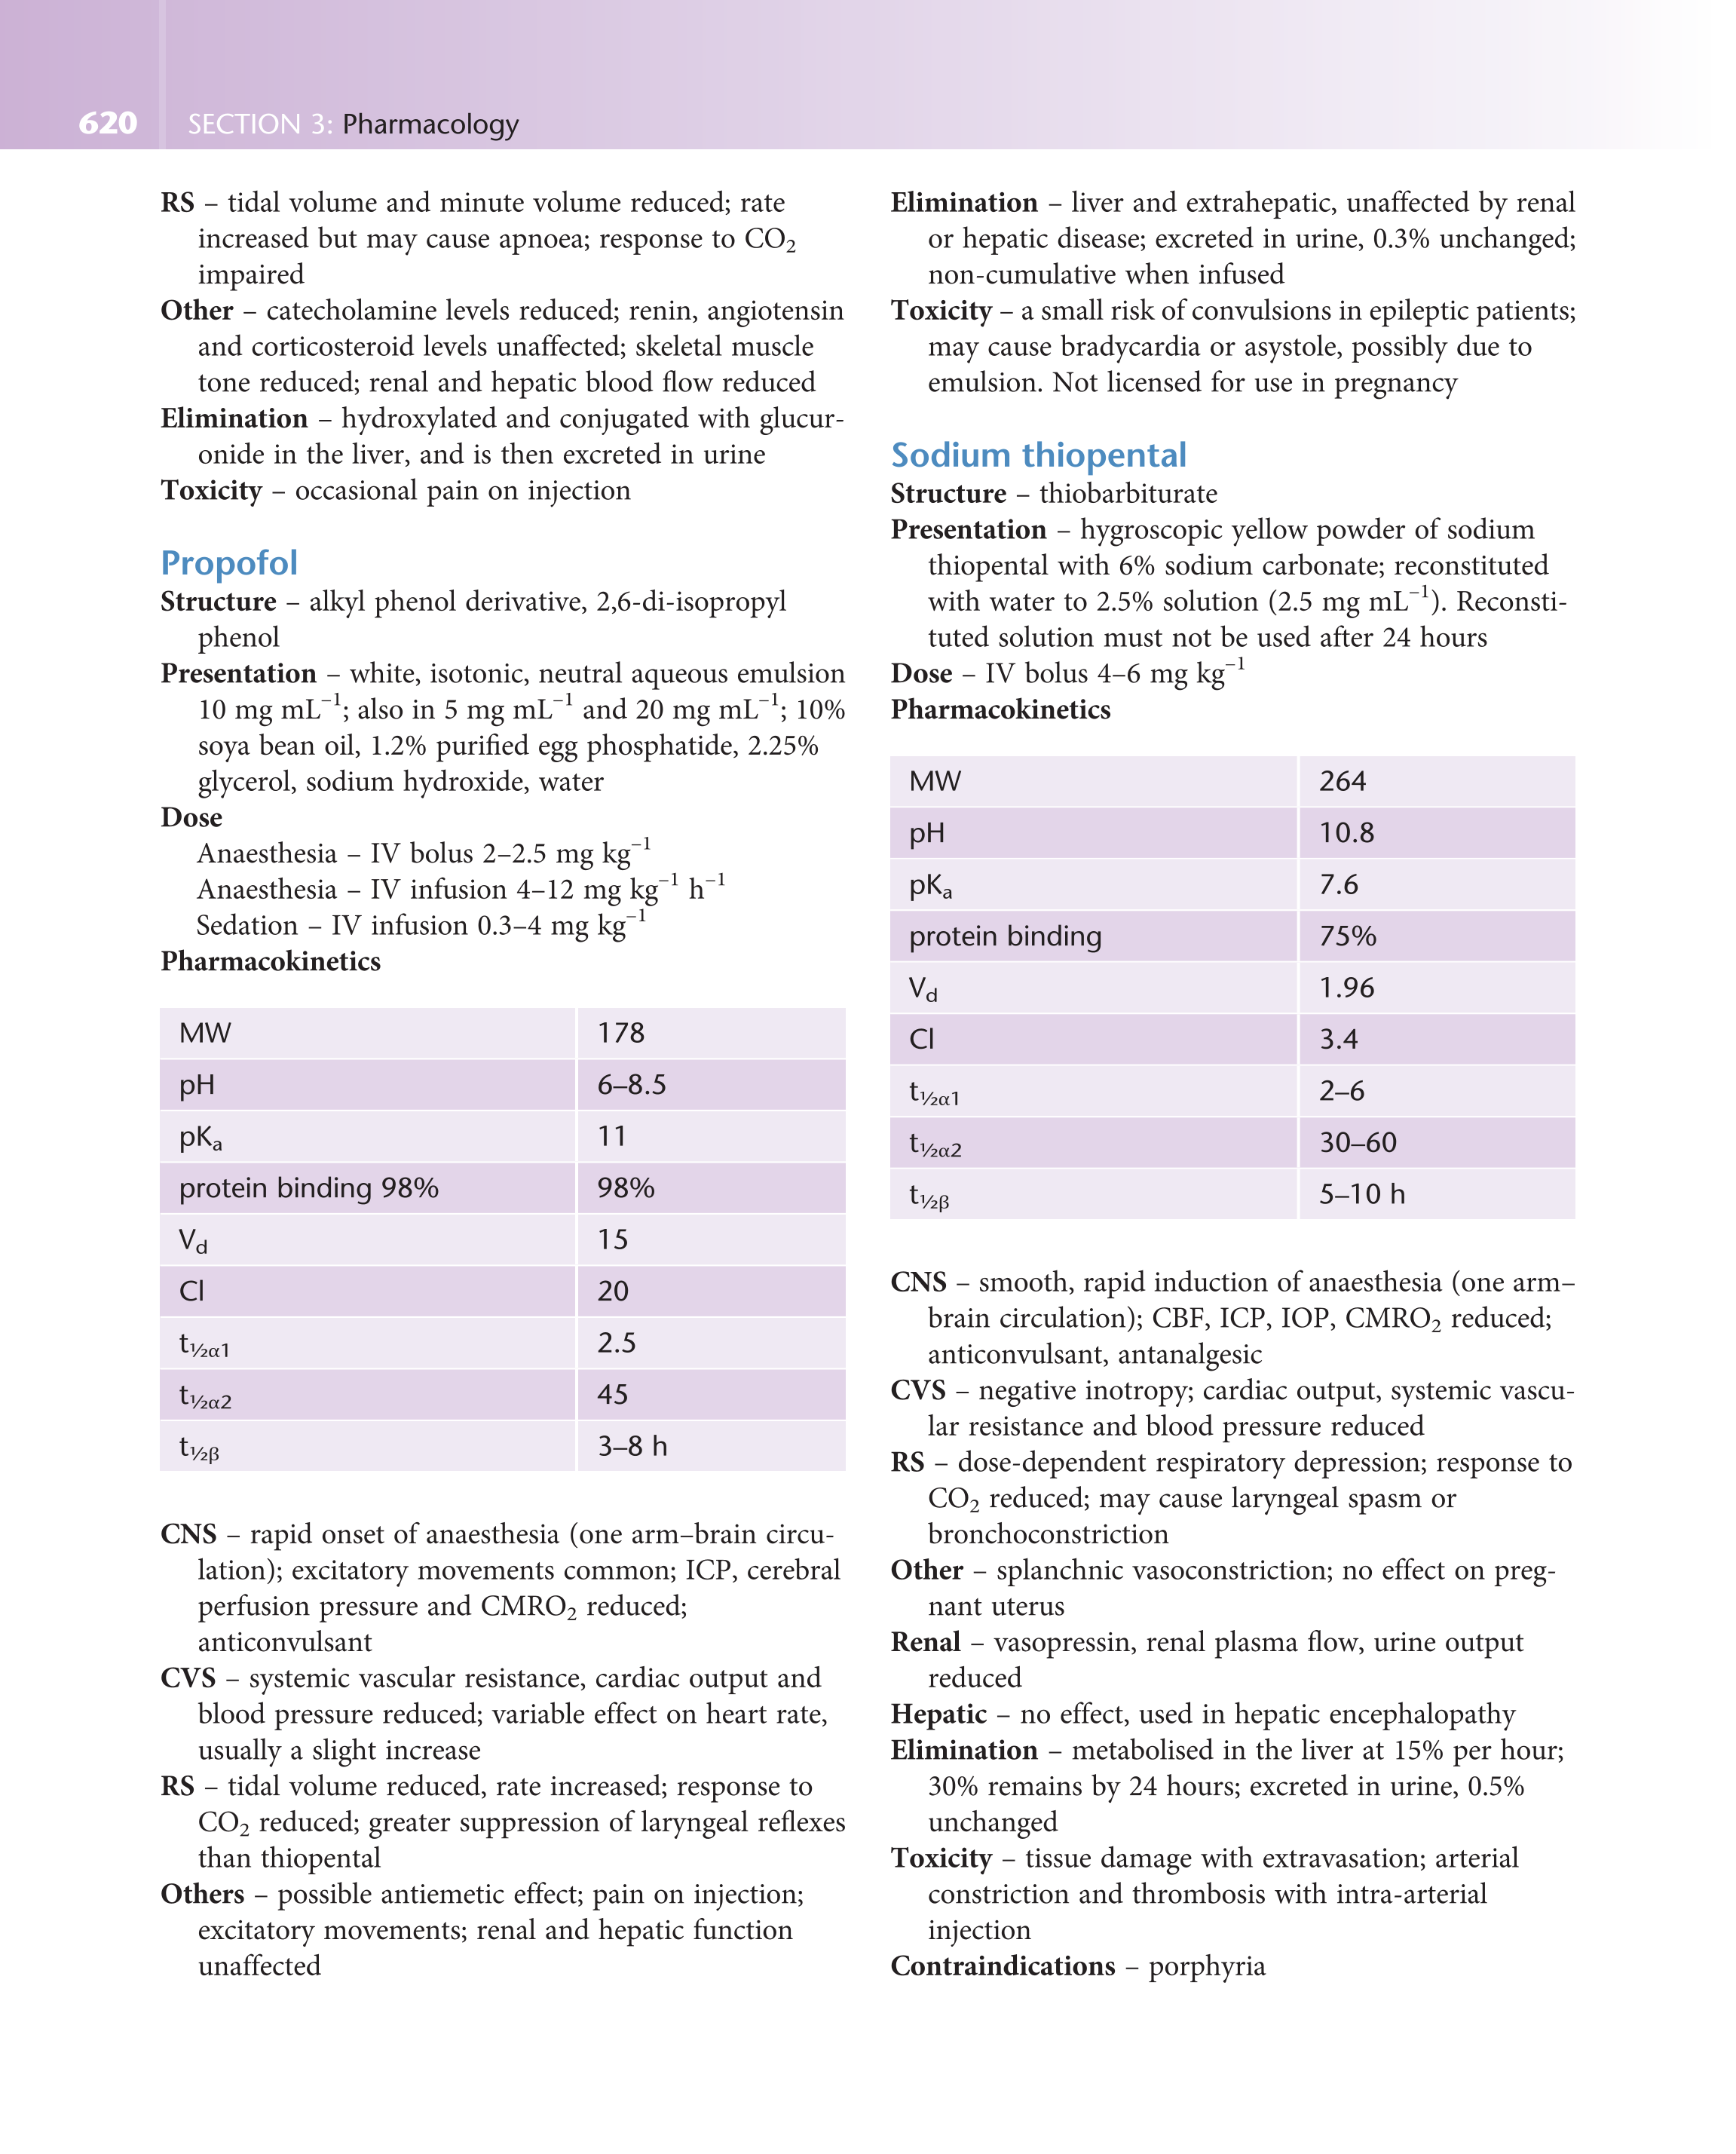 620 SECTION 3: Pharmacology
RS – tidal volume and minute volume reduced; rate
increased but may cause apnoea; response to CO₂
impaired
Other – catecholamine levels reduced; renin, angiotensin
and corticosteroid levels unaffected; skeletal muscle
tone reduced; renal and hepatic blood flow reduced
Elimination – hydroxylated and conjugated with glucur-
onide in the liver, and is then excreted in urine
Toxicity – occasional pain on injection
Propofol
Structure – alkyl phenol derivative, 2,6-di-isopropyl
phenol
Presentation – white, isotonic, neutral aqueous emulsion
10 mg mL⁻¹; also in 5 mg mL⁻¹ and 20 mg mL⁻¹; 10%
soya bean oil, 1.2% purified egg phosphatide, 2.25%
glycerol, sodium hydroxide, water
Dose
Anaesthesia – IV bolus 2–2.5 mg kg⁻¹
Anaesthesia – IV infusion 4–12 mg kg⁻¹ h⁻¹
Sedation – IV infusion 0.3–4 mg kg⁻¹
Pharmacokinetics
MW 178
pH 6–8.5
pKₐ 11
protein binding 98% 98%
V_d 15
Cl 20
t½α1 2.5
t½α2 45
t½β 3–8 h
CNS – rapid onset of anaesthesia (one arm–brain circu-
lation); excitatory movements common; ICP, cerebral
perfusion pressure and CMRO₂ reduced;
anticonvulsant
CVS – systemic vascular resistance, cardiac output and
blood pressure reduced; variable effect on heart rate,
usually a slight increase
RS – tidal volume reduced, rate increased; response to
CO₂ reduced; greater suppression of laryngeal reflexes
than thiopental
Others – possible antiemetic effect; pain on injection;
excitatory movements; renal and hepatic function
unaffected
Elimination – liver and extrahepatic, unaffected by renal
or hepatic disease; excreted in urine, 0.3% unchanged;
non-cumulative when infused
Toxicity – a small risk of convulsions in epileptic patients;
may cause bradycardia or asystole, possibly due to
emulsion. Not licensed for use in pregnancy
Sodium thiopental
Structure – thiobarbiturate
Presentation – hygroscopic yellow powder of sodium
thiopental with 6% sodium carbonate; reconstituted
with water to 2.5% solution (2.5 mg mL⁻¹). Reconsti-
tuted solution must not be used after 24 hours
Dose – IV bolus 4–6 mg kg⁻¹
Pharmacokinetics
MW 264
pH 10.8
pKₐ 7.6
protein binding 75%
V_d 1.96
Cl 3.4
t½α1 2–6
t½α2 30–60
t½β 5–10 h
CNS – smooth, rapid induction of anaesthesia (one arm–
brain circulation); CBF, ICP, IOP, CMRO₂ reduced;
anticonvulsant, antanalgesic
CVS – negative inotropy; cardiac output, systemic vascu-
lar resistance and blood pressure reduced
RS – dose-dependent respiratory depression; response to
CO₂ reduced; may cause laryngeal spasm or
bronchoconstriction
Other – splanchnic vasoconstriction; no effect on preg-
nant uterus
Renal – vasopressin, renal plasma flow, urine output
reduced
Hepatic – no effect, used in hepatic encephalopathy
Elimination – metabolised in the liver at 15% per hour;
30% remains by 24 hours; excreted in urine, 0.5%
unchanged
Toxicity – tissue damage with extravasation; arterial
constriction and thrombosis with intra-arterial
injection
Contraindications – porphyria